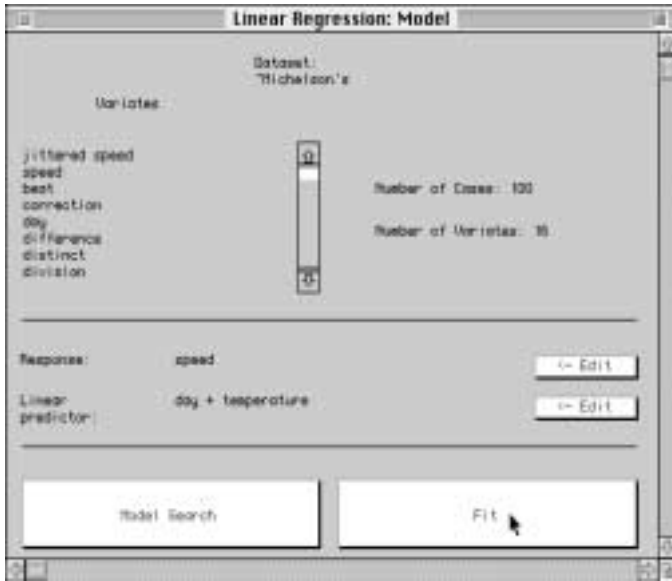 Linear Regression: Model
Dataset:
"Michelson's
Variates
jittered speed
speed
best
correction
day
difference
distinct
division
Number of Cases: 100
Number of Variates: 16
Response: speed
<- Edit
Linear predictor: day + temperature
<- Edit
Model Search
Fit